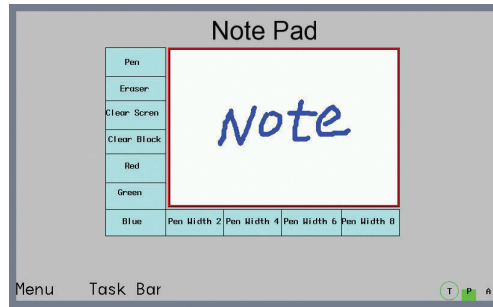 Note Pad
Pen
Eraser
Clear Scren
Clear Block
Red
Green
Blue
Pen Width 2
Pen Width 4
Pen Width 6
Pen Width 8
Note
Menu
Task Bar
T
P
A